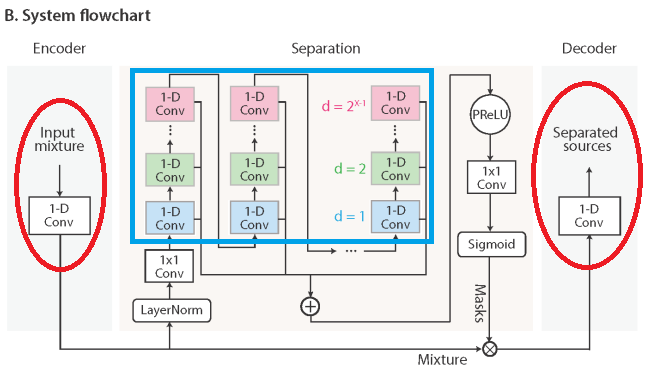 B. System flowchart
Encoder
Separation
Decoder
Input
mixture
1-D
Conv
1-D
Conv
1-D
Conv
d = 2^X-1
1-D
Conv
1-D
Conv
1-D
Conv
d = 2
1-D
Conv
1-D
Conv
1-D
Conv
d = 1
1-D
Conv
...
1x1
Conv
LayerNorm
+
PReLU
1x1
Conv
Sigmoid
Masks
Mixture
Separated
sources
1-D
Conv